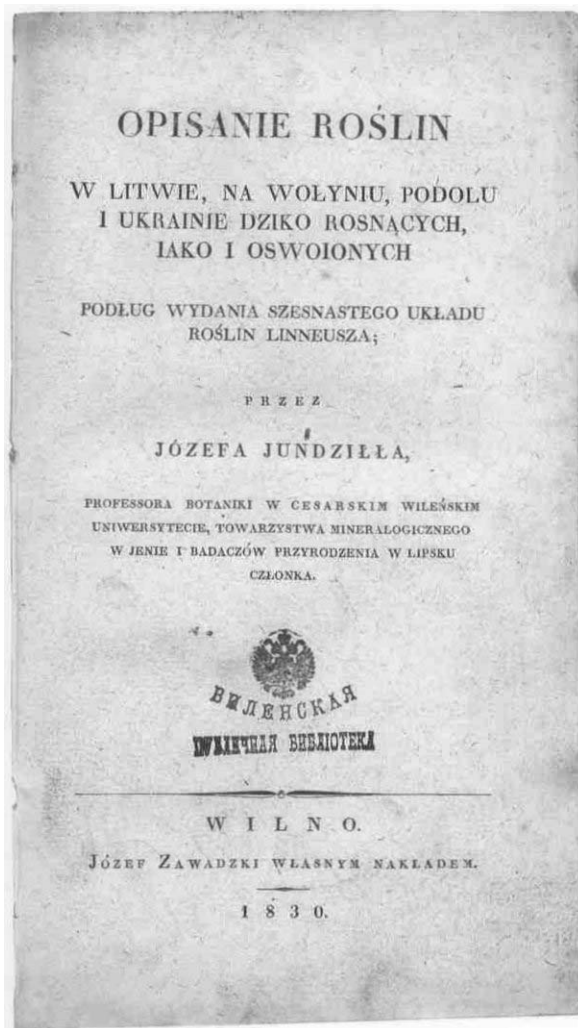 OPISANIE ROŚLIN
W LITWIE, NA WOŁYNIU, PODOLU
I UKRAINIE DZIKO ROSNĄCYCH,
IAKO I OSWOIONYCH
PODŁUG WYDANIA SZESNASTEGO UKŁADU
ROŚLIN LINNEUSZA;
PRZEZ
JÓZEFA JUNDZIŁŁA,
PROFESSORA BOTANIKI W CESARSKIM WILEŃSKIM
UNIWERSYTECIE, TOWARZYSTWA MINERALOGICZNEGO
W JENIE I BADACZÓW PRZYRODZENIA W LIPSKU
CZŁONKA.
ВИЛЕНСКАЯ
ПУБЛИЧНАЯ БИБЛІОТЕКА
WILNO.
JÓZEF ZAWADZKI WŁASNYM NAKŁADEM.
1830.